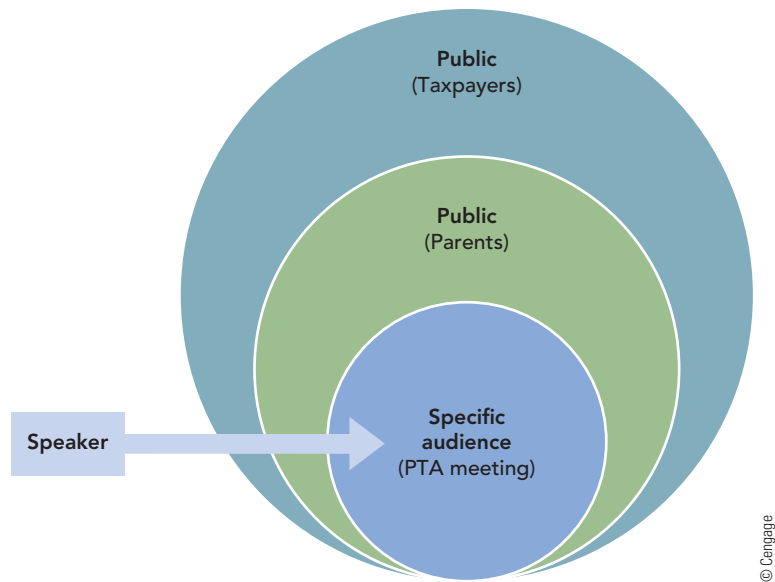 Public
(Taxpayers)
Public
(Parents)
Speaker
Specific
audience
(PTA meeting)
© Cengage